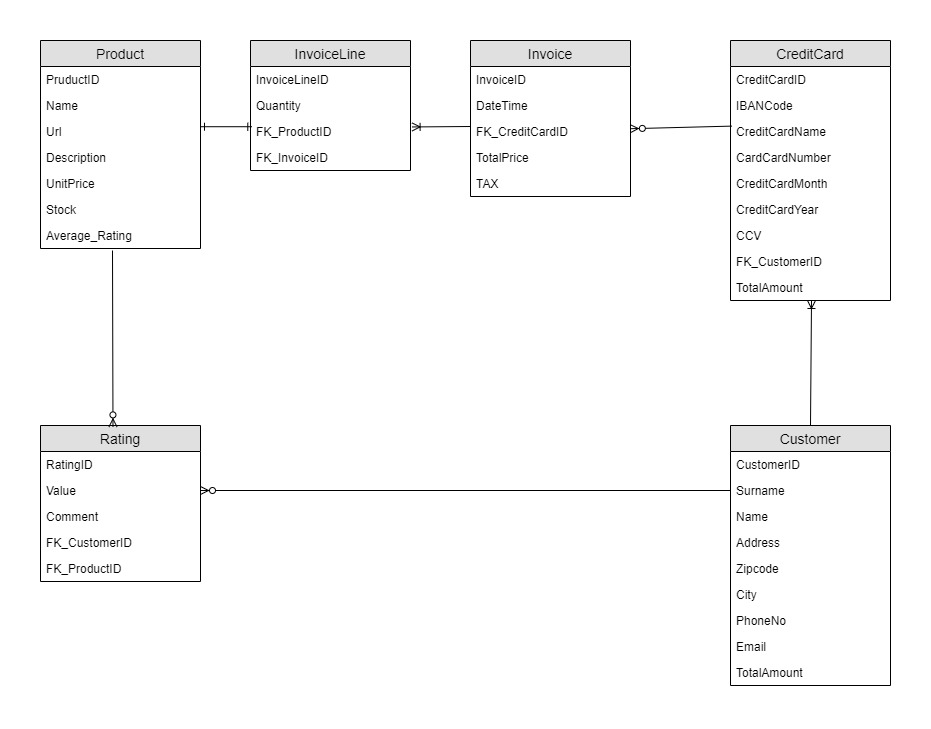 Product
PruductID
Name
Url
Description
UnitPrice
Stock
Average_Rating
InvoiceLine
InvoiceLineID
Quantity
FK_ProductID
FK_InvoiceID
Invoice
InvoiceID
DateTime
FK_CreditCardID
TotalPrice
TAX
CreditCard
CreditCardID
IBANCode
CreditCardName
CardCardNumber
CreditCardMonth
CreditCardYear
CCV
FK_CustomerID
TotalAmount
Rating
RatingID
Value
Comment
FK_CustomerID
FK_ProductID
Customer
CustomerID
Surname
Name
Address
Zipcode
City
PhoneNo
Email
TotalAmount